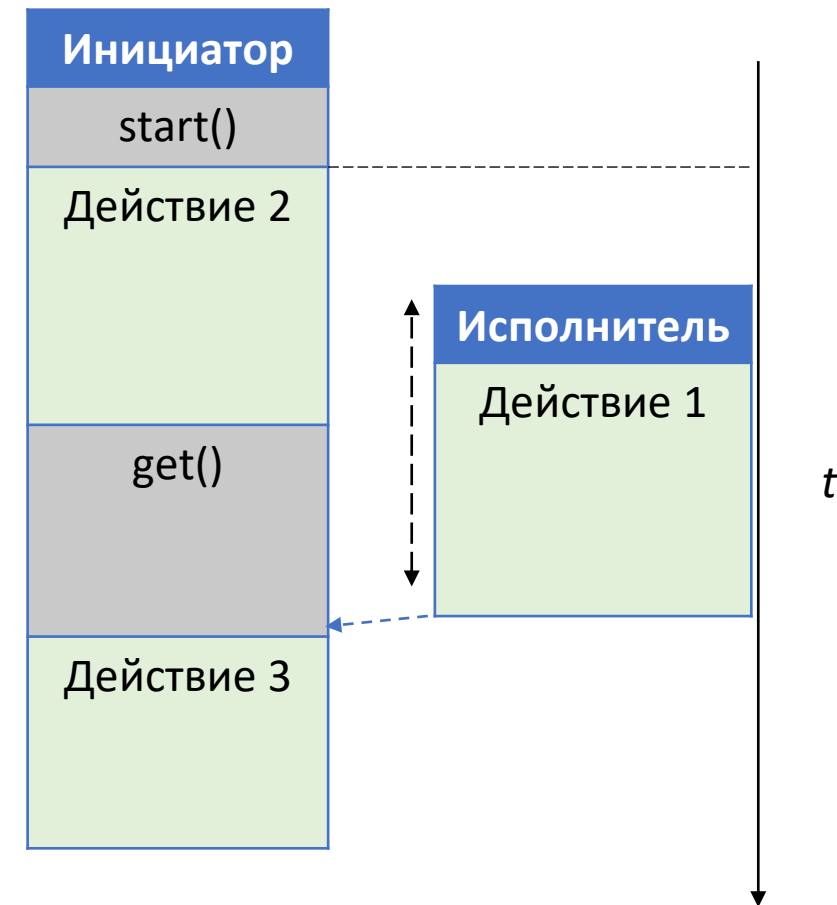 Инициатор
start()
Действие 2
Исполнитель
Действие 1
get()
t
Действие 3